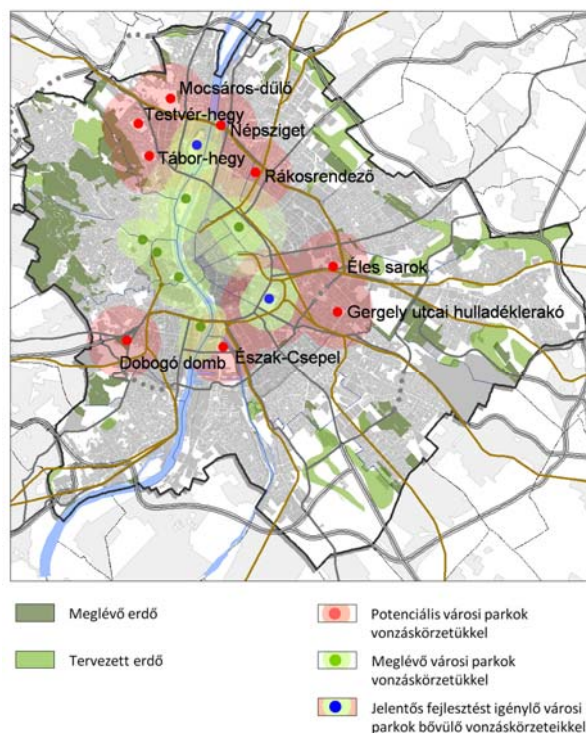 Mocsáros-dűlő
Testvér-hegy
Népsziget
Tábor-hegy
Rákosrendező
Éles sarok
Gergely utcai hulladéklerakó
Dobogó domb
Észak-Csepel
Meglévő erdő
Tervezett erdő
Potenciális városi parkok
vonzáskörzetükkel
Meglévő városi parkok
vonzáskörzetükkel
Jelentős fejlesztést igénylő városi
parkok bővülő vonzáskörzeteikkel